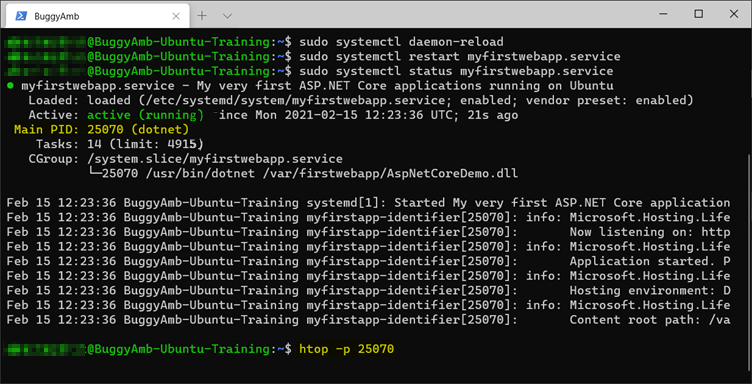 BuggyAmb
@BuggyAmb-Ubuntu-Training:~$ sudo systemctl daemon-reload
@BuggyAmb-Ubuntu-Training:~$ sudo systemctl restart myfirstwebapp.service
@BuggyAmb-Ubuntu-Training:~$ sudo systemctl status myfirstwebapp.service
● myfirstwebapp.service - My very first ASP.NET Core applications running on Ubuntu
Loaded: loaded (/etc/systemd/system/myfirstwebapp.service; enabled; vendor preset: enabled)
Active: active (running) ince Mon 2021-02-15 12:23:36 UTC; 21s ago
Main PID: 25070 (dotnet)
Tasks: 14 (limit: 4915)
CGroup: /system.slice/myfirstwebapp.service
└─25070 /usr/bin/dotnet /var/firstwebapp/AspNetCoreDemo.dll
Feb 15 12:23:36 BuggyAmb-Ubuntu-Training systemd[1]: Started My very first ASP.NET Core application
Feb 15 12:23:36 BuggyAmb-Ubuntu-Training myfirstapp-identifier[25070]: info: Microsoft.Hosting.Life
Feb 15 12:23:36 BuggyAmb-Ubuntu-Training myfirstapp-identifier[25070]: Now listening on: http
Feb 15 12:23:36 BuggyAmb-Ubuntu-Training myfirstapp-identifier[25070]: info: Microsoft.Hosting.Life
Feb 15 12:23:36 BuggyAmb-Ubuntu-Training myfirstapp-identifier[25070]: Application started. P
Feb 15 12:23:36 BuggyAmb-Ubuntu-Training myfirstapp-identifier[25070]: info: Microsoft.Hosting.Life
Feb 15 12:23:36 BuggyAmb-Ubuntu-Training myfirstapp-identifier[25070]: Hosting environment: D
Feb 15 12:23:36 BuggyAmb-Ubuntu-Training myfirstapp-identifier[25070]: info: Microsoft.Hosting.Life
Feb 15 12:23:36 BuggyAmb-Ubuntu-Training myfirstapp-identifier[25070]: Content root path: /va
@BuggyAmb-Ubuntu-Training:~$ htop -p 25070